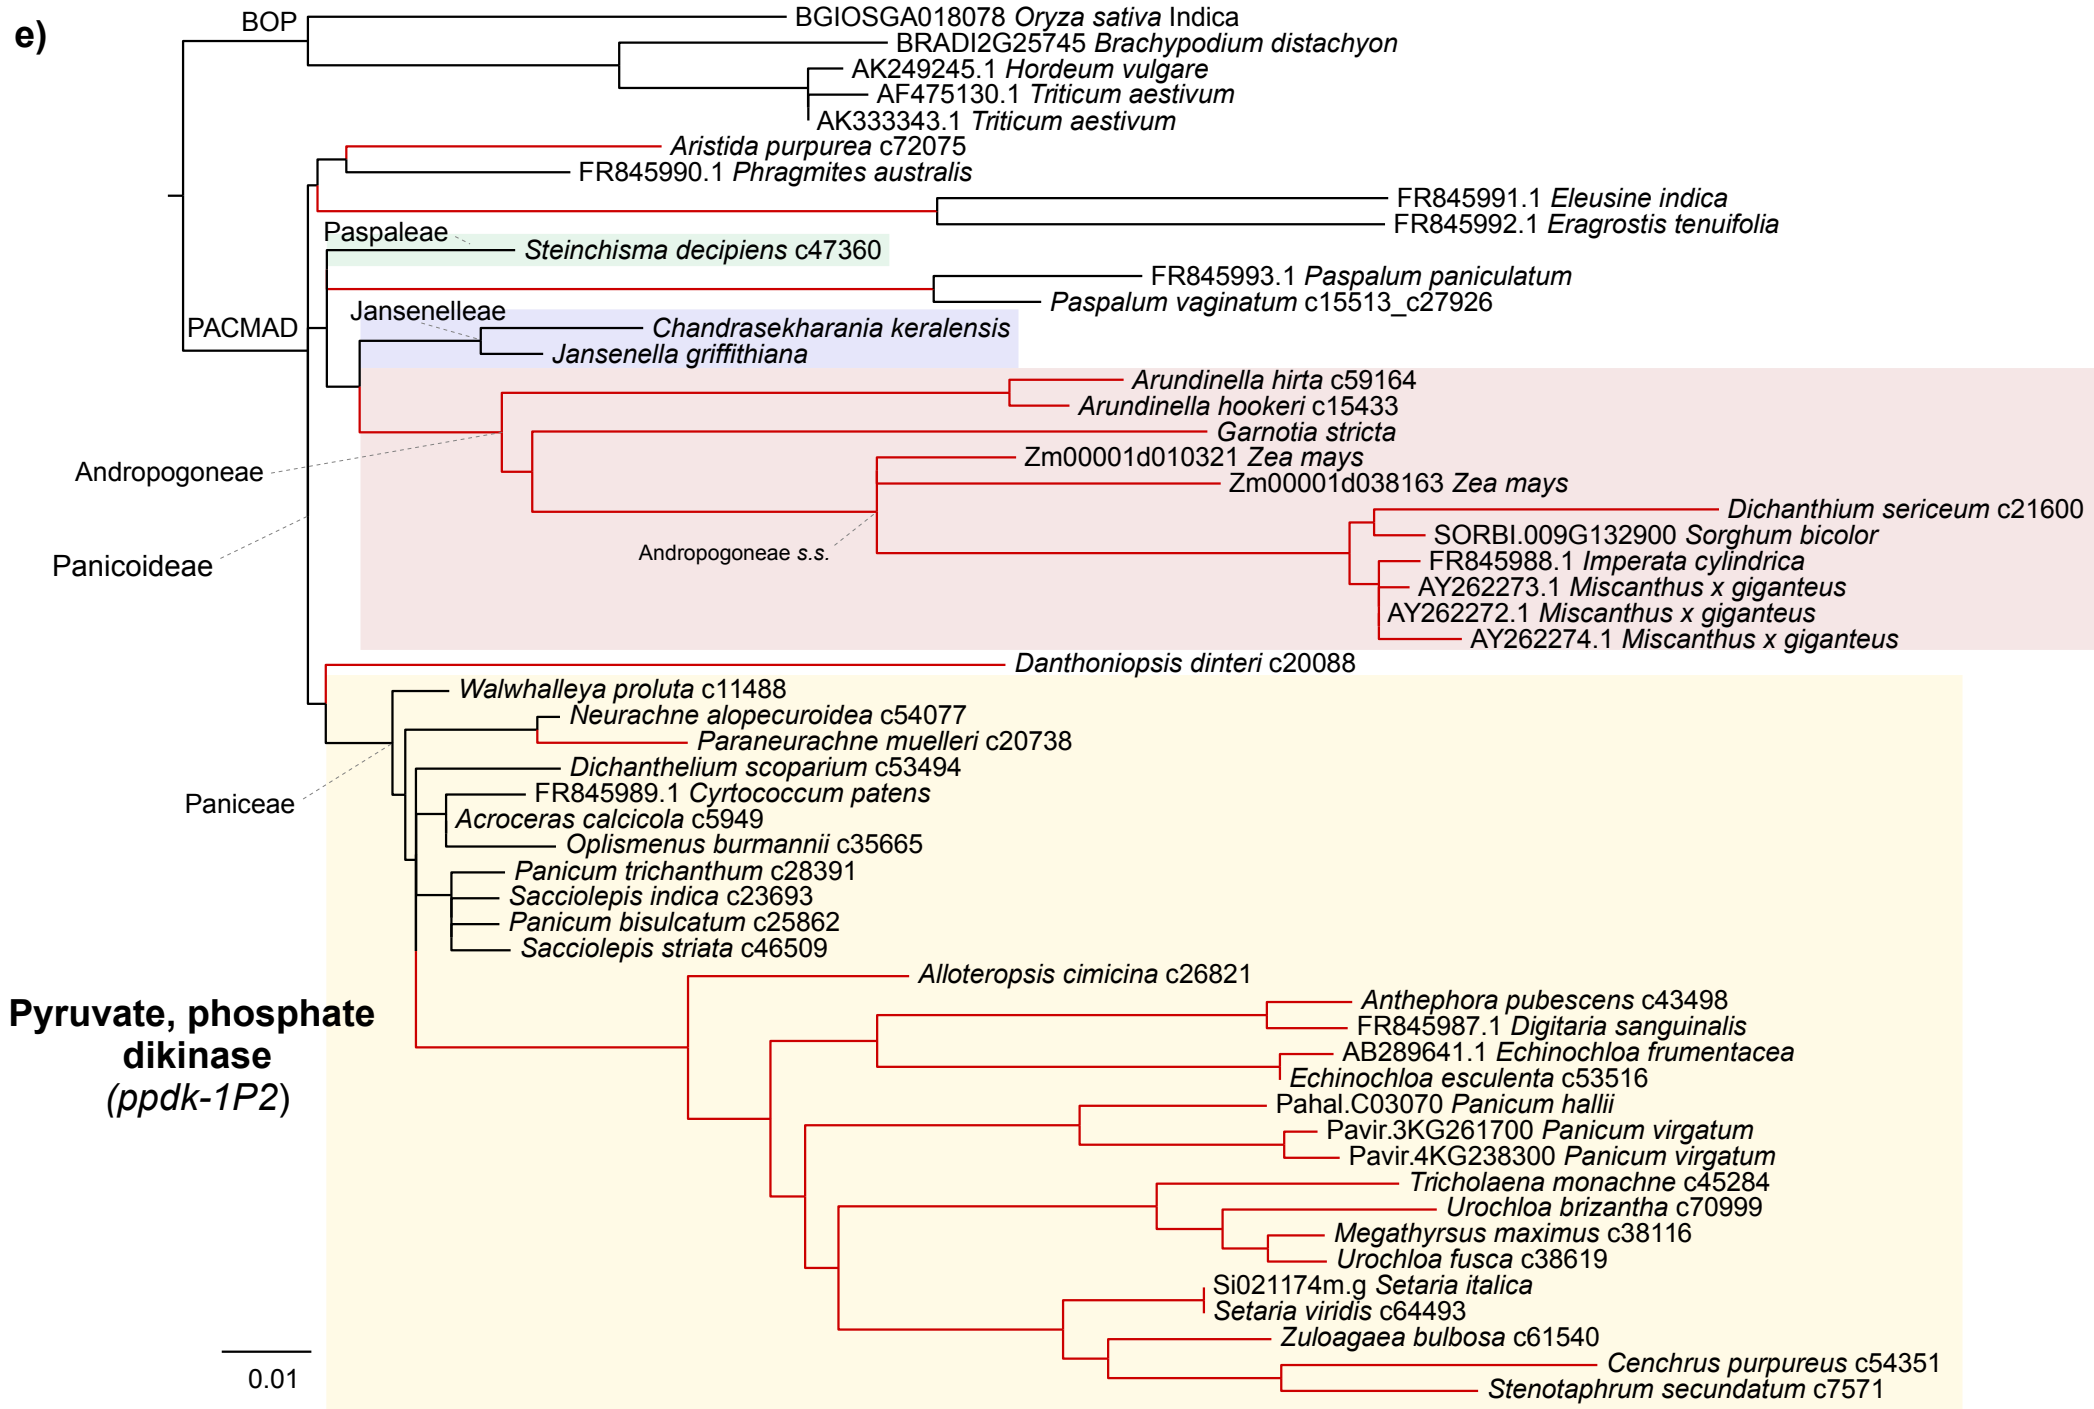 e)
BOP
BGIOSGA018078 Oryza sativa Indica
BRADI2G25745 Brachypodium distachyon
AK249245.1 Hordeum vulgare
AF475130.1 Triticum aestivum
AK333343.1 Triticum aestivum
Aristida purpurea c72075
FR845990.1 Phragmites australis
FR845991.1 Eleusine indica
FR845992.1 Eragrostis tenuifolia
Paspaleae
Steinchisma decipiens c47360
FR845993.1 Paspalum paniculatum
Paspalum vaginatum c15513_c27926
Jansenelleae
PACMAD
Chandrasekharania keralensis
Jansenella griffithiana
Arundinella hirta c59164
Arundinella hookeri c15433
Garnotia stricta
Zm00001d010321 Zea mays
Andropogoneae
Zm00001d038163 Zea mays
Dichanthium sericeum c21600
SORBI.009G132900 Sorghum bicolor
Andropogoneae s.s.
FR845988.1 Imperata cylindrica
Panicoideae
AY262273.1 Miscanthus x giganteus
AY262272.1 Miscanthus x giganteus
AY262274.1 Miscanthus x giganteus
Danthoniopsis dinteri c20088
Walwhalleya proluta c11488
Neurachne alopecuroidea c54077
Paraneurachne muelleri c20738
Dichanthelium scoparium c53494
FR845989.1 Cyrtococcum patens
Paniceae
Acroceras calcicola c5949
Oplismenus burmannii c35665
Panicum trichanthum c28391
Sacciolepis indica c23693
Panicum bisulcatum c25862
Sacciolepis striata c46509
Alloteropsis cimicina c26821
Anthephora pubescens c43498
Pyruvate, phosphate
dikinase
(ppdk-1P2)
FR845987.1 Digitaria sanguinalis
AB289641.1 Echinochloa frumentacea
Echinochloa esculenta c53516
Pahal.C03070 Panicum hallii
Pavir.3KG261700 Panicum virgatum
Pavir.4KG238300 Panicum virgatum
Tricholaena monachne c45284
Urochloa brizantha c70999
Megathyrsus maximus c38116
Urochloa fusca c38619
Si021174m.g Setaria italica
Setaria viridis c64493
Zuloagaea bulbosa c61540
Cenchrus purpureus c54351
0.01
Stenotaphrum secundatum c7571